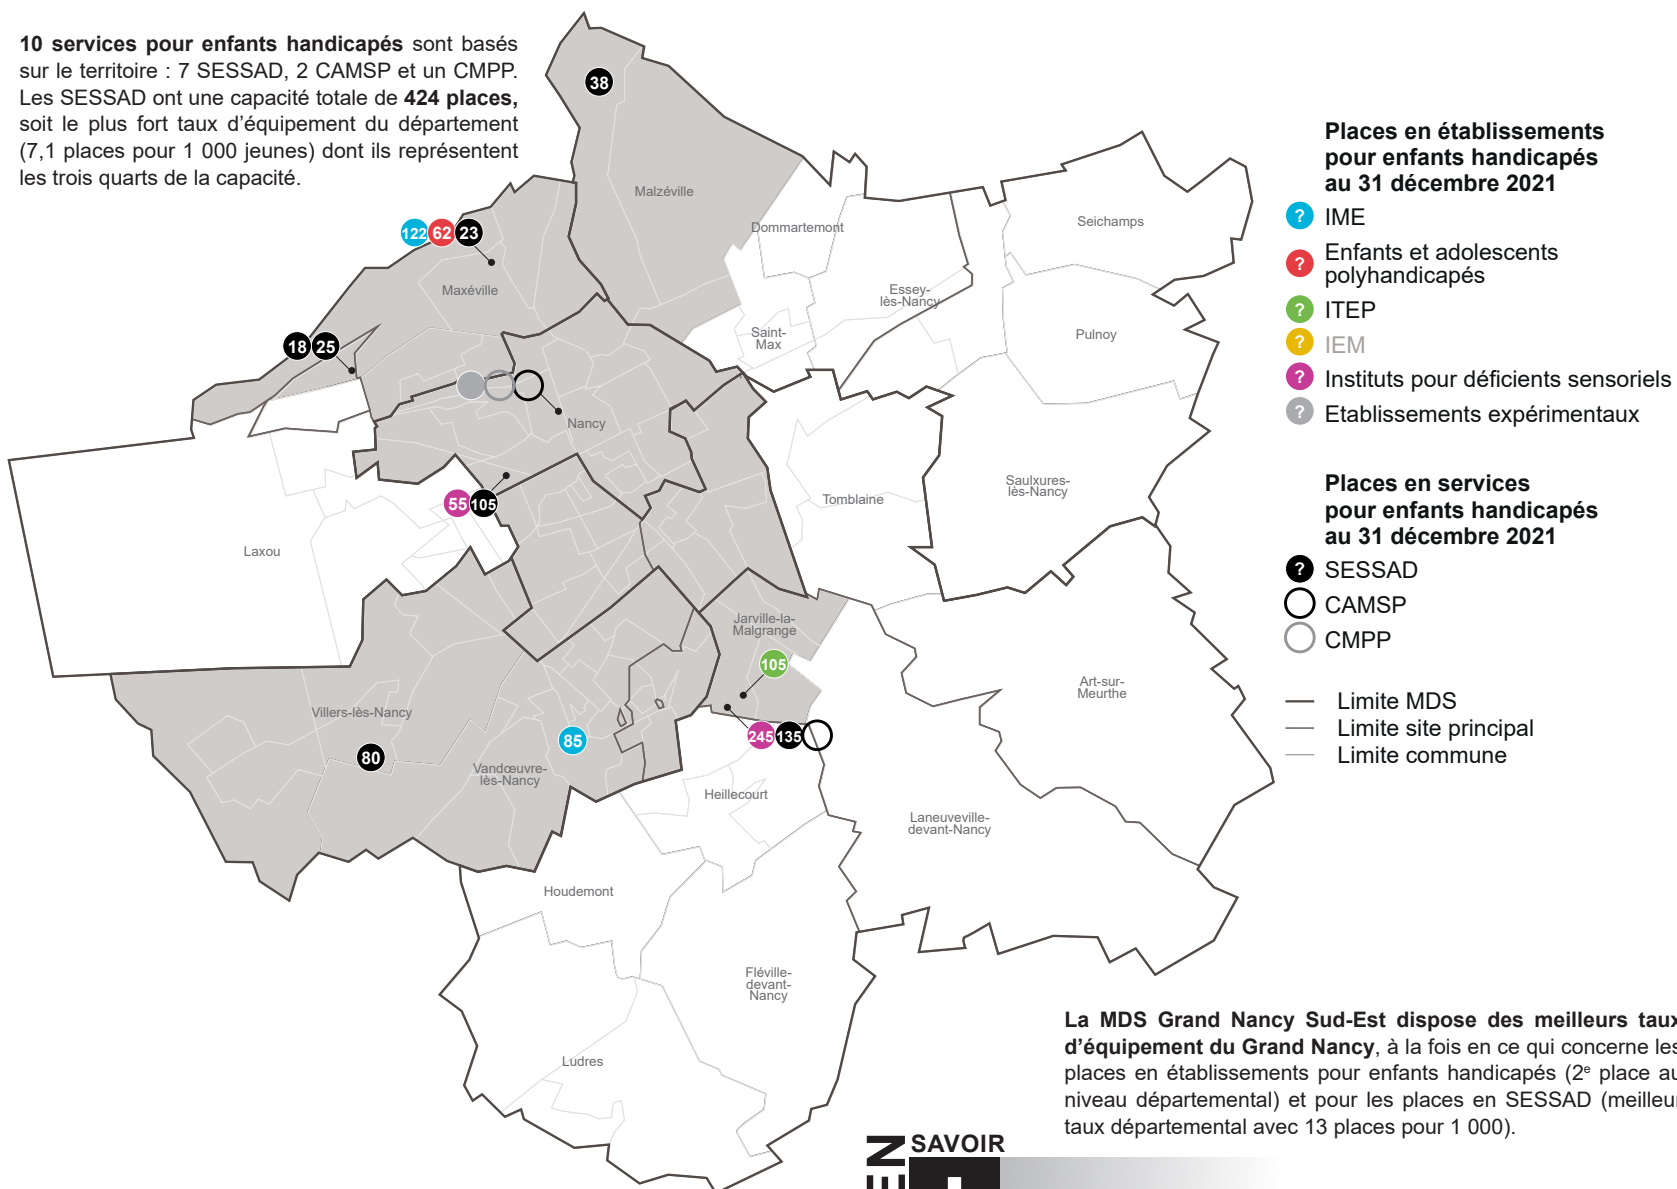 10 services pour enfants handicapés sont basés
sur le territoire : 7 SESSAD, 2 CAMSP et un CMPP.
Les SESSAD ont une capacité totale de 424 places,
soit le plus fort taux d'équipement du département
(7,1 places pour 1 000 jeunes) dont ils représentent
les trois quarts de la capacité.
38
Malzéville
Dommartemont
Seichamps
122 62 23
Maxéville
Essey-
lès-Nancy
Saint-
Max
Pulnoy
18 25
Nancy
55 105
Laxou
Tomblaine
Saulxures-
lès-Nancy
Jarville-la-
Malgrange
105
Art-sur-
Meurthe
Villers-lès-Nancy
80
85
245 135
Vandœuvre-
lès-Nancy
Heillecourt
Laneuveville-
devant-Nancy
Houdemont
Fléville-
devant-
Nancy
Ludres
Places en établissements
pour enfants handicapés
au 31 décembre 2021
? IME
? Enfants et adolescents
polyhandicapés
? ITEP
? IEM
? Instituts pour déficients sensoriels
? Etablissements expérimentaux
Places en services
pour enfants handicapés
au 31 décembre 2021
? SESSAD
CAMSP
CMPP
Limite MDS
Limite site principal
Limite commune
La MDS Grand Nancy Sud-Est dispose des meilleurs taux
d'équipement du Grand Nancy, à la fois en ce qui concerne les
places en établissements pour enfants handicapés (2e place au
niveau départemental) et pour les places en SESSAD (meilleur
taux départemental avec 13 places pour 1 000).
EN
SAVOIR